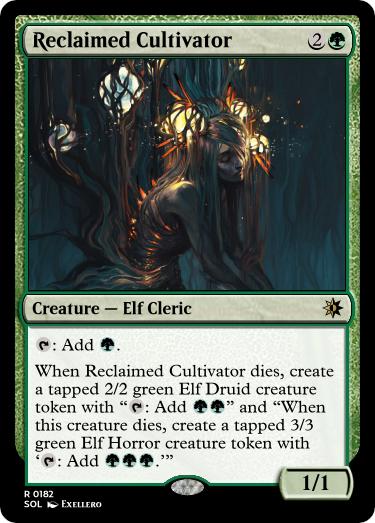 Reclaimed Cultivator 2
Creature — Elf Cleric
: Add .
When Reclaimed Cultivator dies, create
a tapped 2/2 green Elf Druid creature
token with “: Add ” and “When
this creature dies, create a tapped 3/3
green Elf Horror creature token with
‘: Add .’”
1/1
R 0182
SOL Exellero